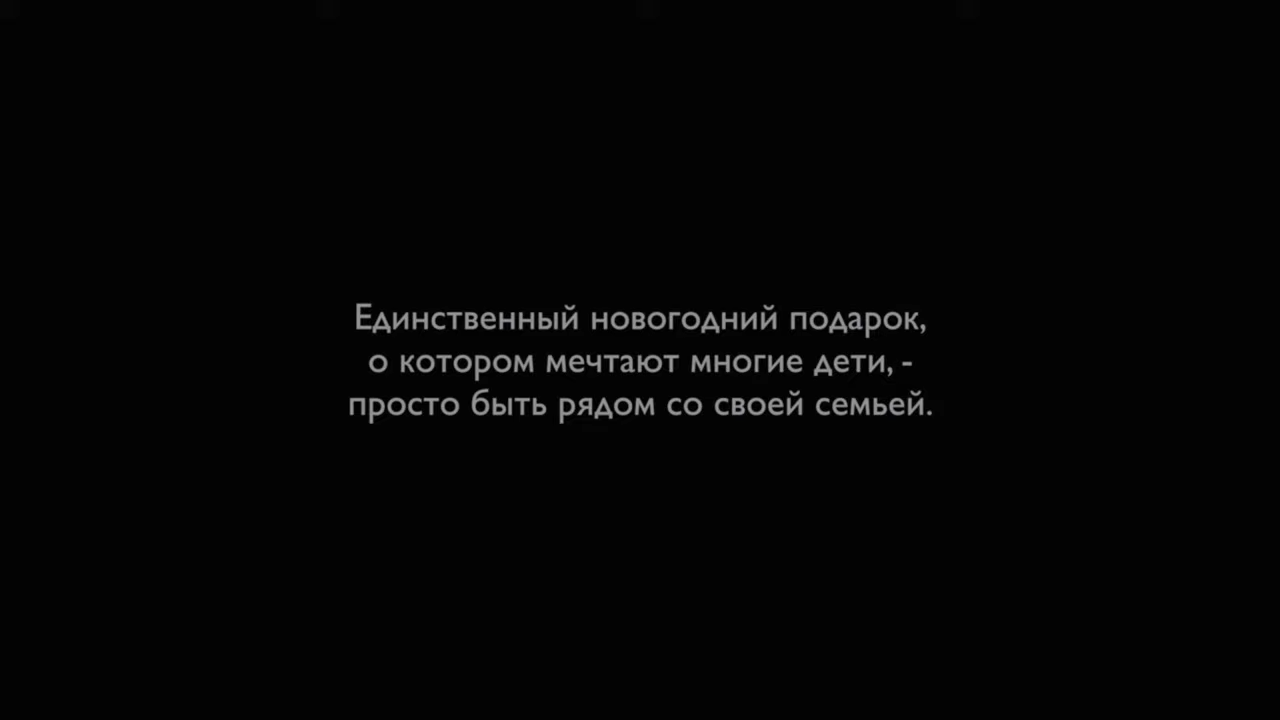 Единственный новогодний подарок,
о котором мечтают многие дети, -
просто быть рядом со своей семьей.